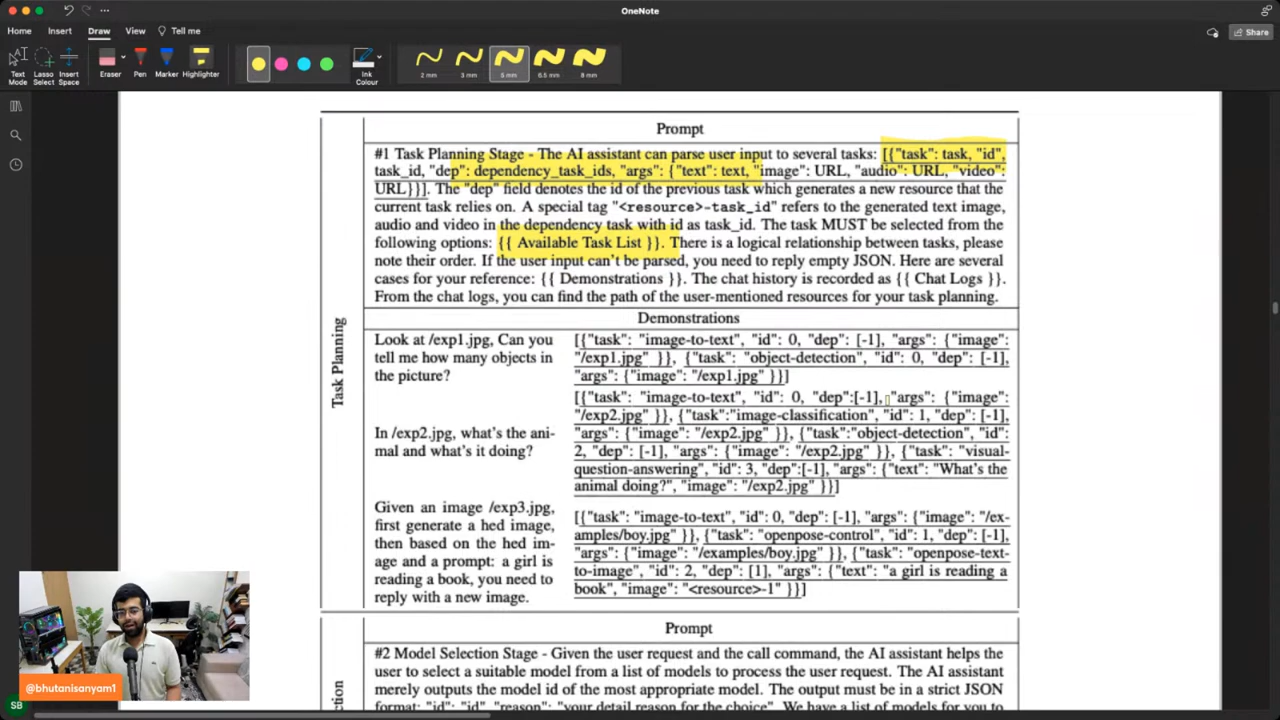 OneNote
Home Insert Draw View Tell me
Share
Text Mode
Lasso Select
Insert Space
Eraser
Pen
Marker
Highlighter
Ink Colour
2 mm
3 mm
5 mm
6.5 mm
8 mm
Prompt
#1 Task Planning Stage - The AI assistant can parse user input to several tasks: [{"task": task, "id",
task_id, "dep": dependency_task_ids, "args": {"text": text, "image": URL, "audio": URL, "video":
URL}}]. The "dep" field denotes the id of the previous task which generates a new resource that the
current task relies on. A special tag "<resource>-task_id" refers to the generated text image,
audio and video in the dependency task with id as task_id. The task MUST be selected from the
following options: {{ Available Task List }}. There is a logical relationship between tasks, please
note their order. If the user input can't be parsed, you need to reply empty JSON. Here are several
cases for your reference: {{ Demonstrations }}. The chat history is recorded as {{ Chat Logs }}.
From the chat logs, you can find the path of the user-mentioned resources for your task planning.
Task Planning
Demonstrations
Look at /exp1.jpg, Can you
tell me how many objects in
the picture?
[{"task": "image-to-text", "id": 0, "dep": [-1], "args": {"image":
"/exp1.jpg" }}, {"task": "object-detection", "id": 0, "dep": [-1],
"args": {"image": "/exp1.jpg" }}]
In /exp2.jpg, what's the ani-
mal and what's it doing?
[{"task": "image-to-text", "id": 0, "dep":[-1], "args": {"image":
"/exp2.jpg" }}, {"task":"image-classification", "id": 1, "dep": [-1],
"args": {"image": "/exp2.jpg" }}, {"task":"object-detection", "id":
2, "dep": [-1], "args": {"image": "/exp2.jpg" }}, {"task": "visual-
question-answering", "id": 3, "dep":[-1], "args": {"text": "What's the
animal doing?", "image": "/exp2.jpg" }}]
Given an image /exp3.jpg,
first generate a hed image,
then based on the hed im-
age and a prompt: a girl is
reading a book, you need to
reply with a new image.
[{"task": "image-to-text", "id": 0, "dep": [-1], "args": {"image": "/ex-
amples/boy.jpg" }}, {"task": "openpose-control", "id": 1, "dep": [-1],
"args": {"image": "/examples/boy.jpg" }}, {"task": "openpose-text-
to-image", "id": 2, "dep": [1], "args": {"text": "a girl is reading a
book", "image": "<resource>-1" }}]
Prompt
#2 Model Selection Stage - Given the user request and the call command, the AI assistant helps the
user to select a suitable model from a list of models to process the user request. The AI assistant
merely outputs the model id of the most appropriate model. The output must be in a strict JSON
format: "id": "id", "reason": "your detail reason for the choice". We have a list of models for you to
ction
@bhutanisanyam1
SB